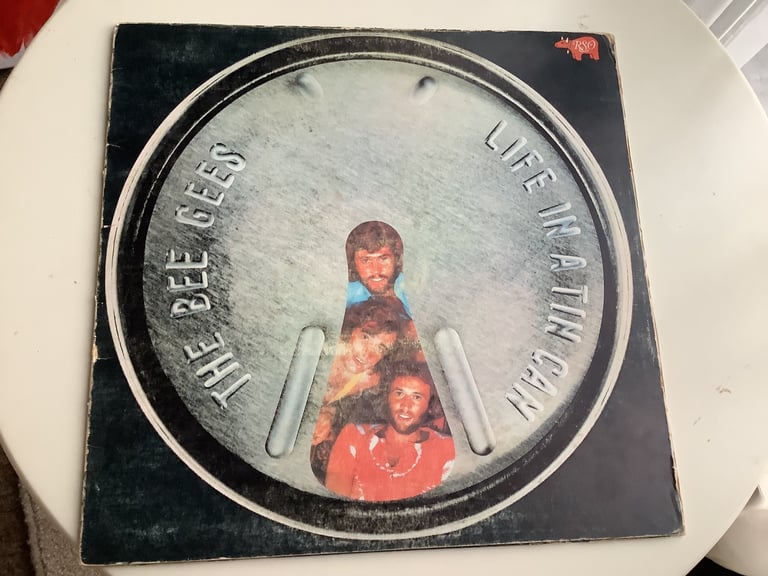 THE BEE GEES
LIFE IN A TIN CAN
RSO